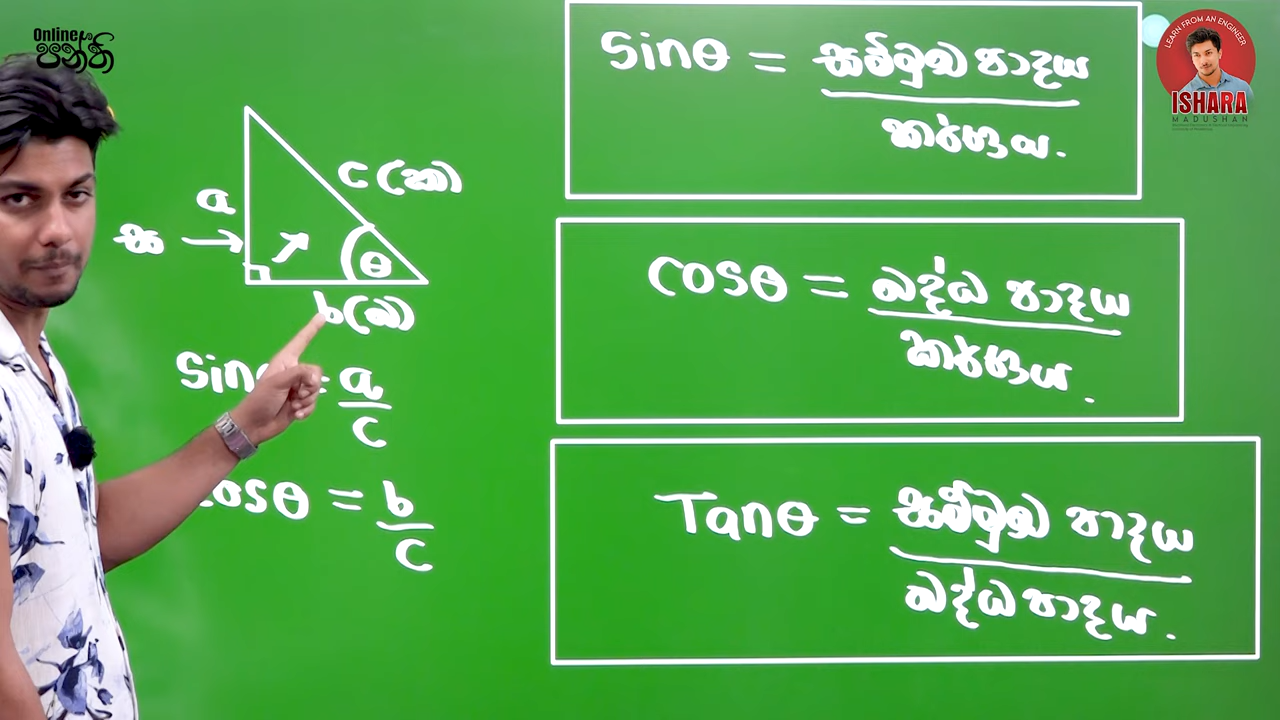 Online
පන්ති
LEARN FROM AN ENGINEER
ISHARA
MADUSHAN
a
c (ක)
ස →
θ
b(බ)
Sin = a/c
cosθ = b/c
Sinθ = සම්මුඛ පාදය
කර්ණය.
cosθ = බද්ධ පාදය
කර්ණය.
Tanθ = සම්මුඛ පාදය
බද්ධ පාදය.